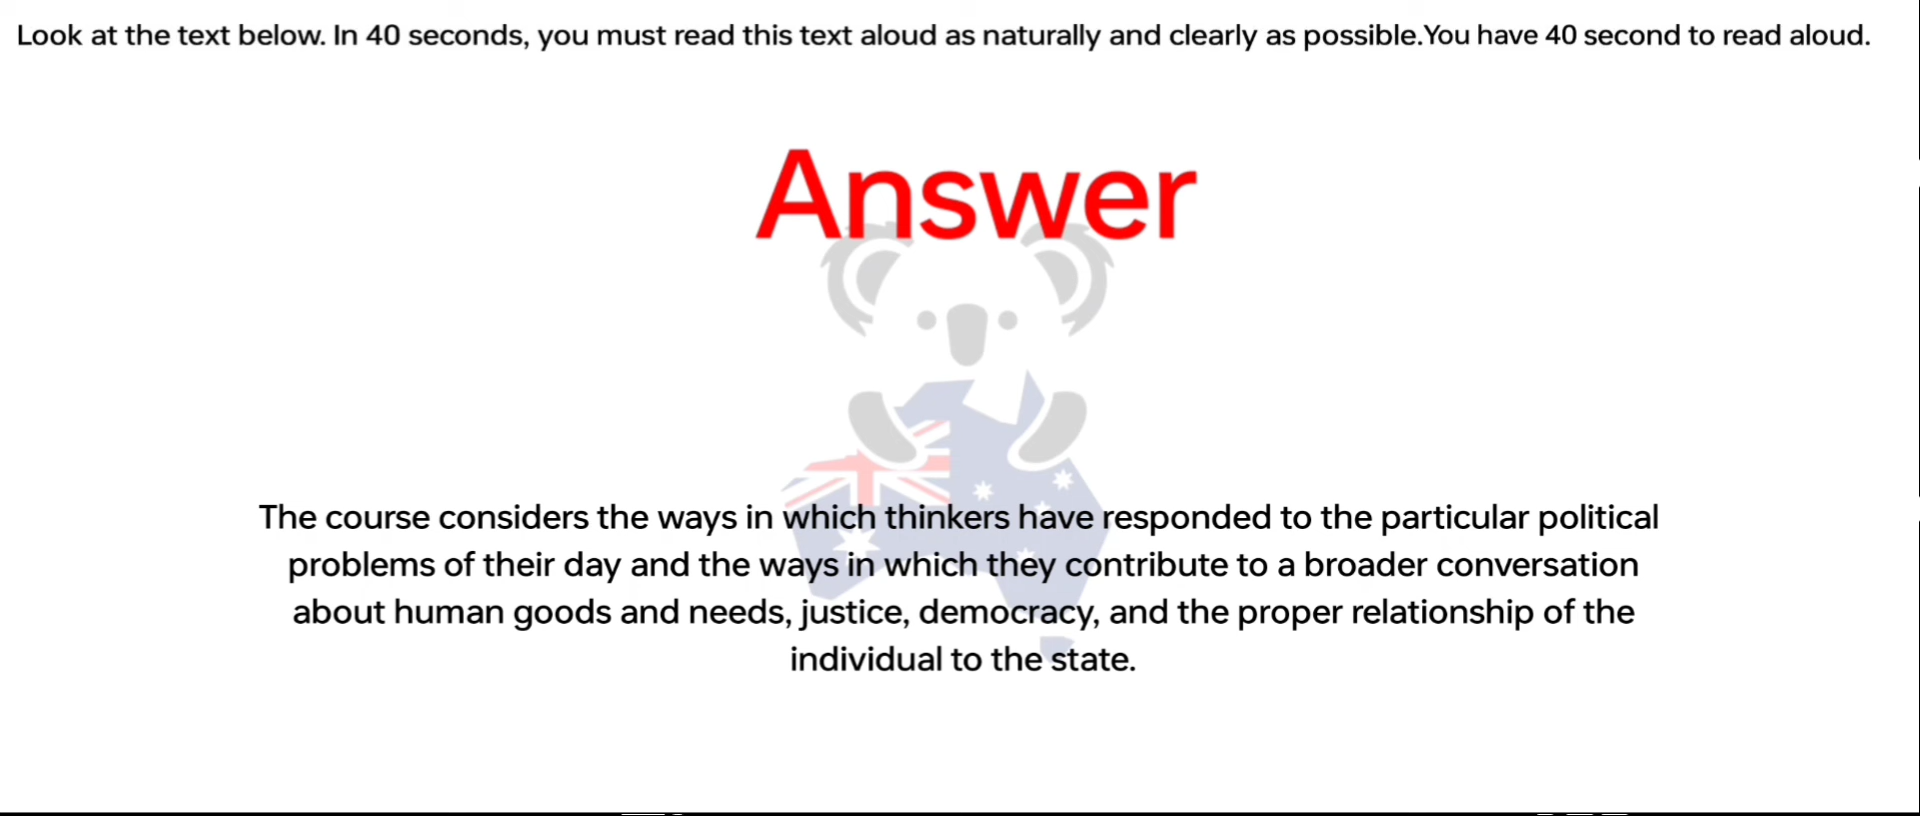 Look at the text below. In 40 seconds, you must read this text aloud as naturally and clearly as possible.You have 40 second to read aloud.
Answer
The course considers the ways in which thinkers have responded to the particular political
problems of their day and the ways in which they contribute to a broader conversation
about human goods and needs, justice, democracy, and the proper relationship of the
individual to the state.